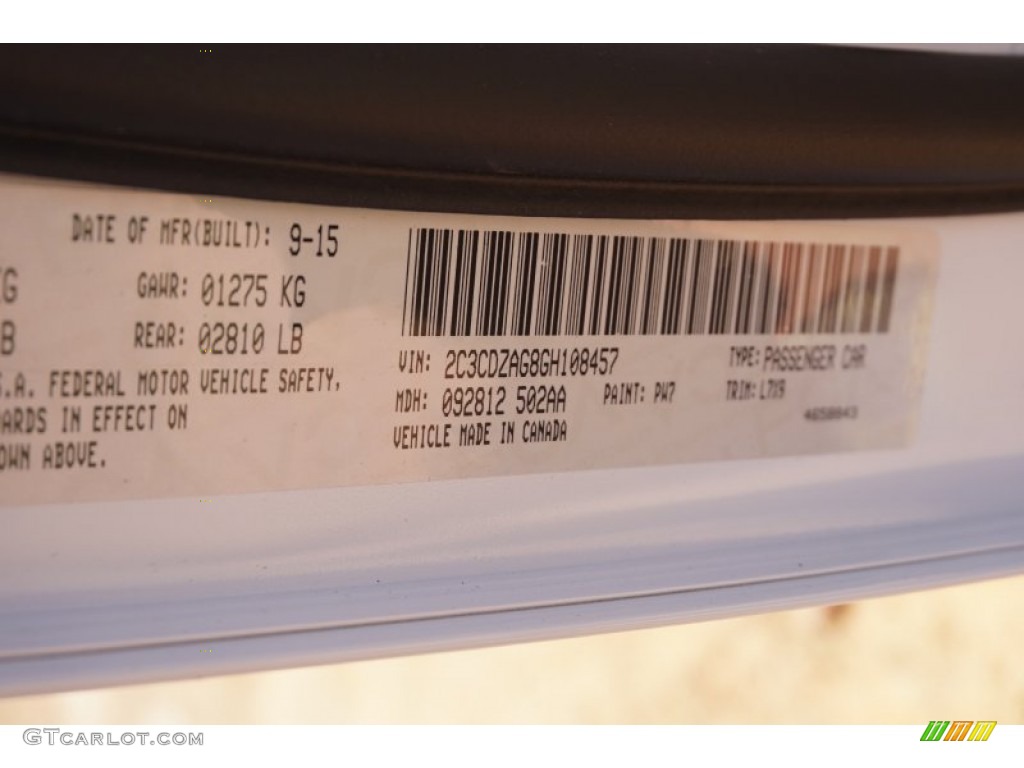 DATE OF MFR(BUILT): 9-15
KG GAWR: 01275 KG
B REAR: 02810 LB
S.A. FEDERAL MOTOR VEHICLE SAFETY,
ARDS IN EFFECT ON
OWN ABOVE.
VIN: 2C3CDZAG8GH108457 TYPE: PASSENGER CAR
MDH: 092812 502AA PAINT: PW7 TRIM: L7X9
VEHICLE MADE IN CANADA
GTCARLOT.COM